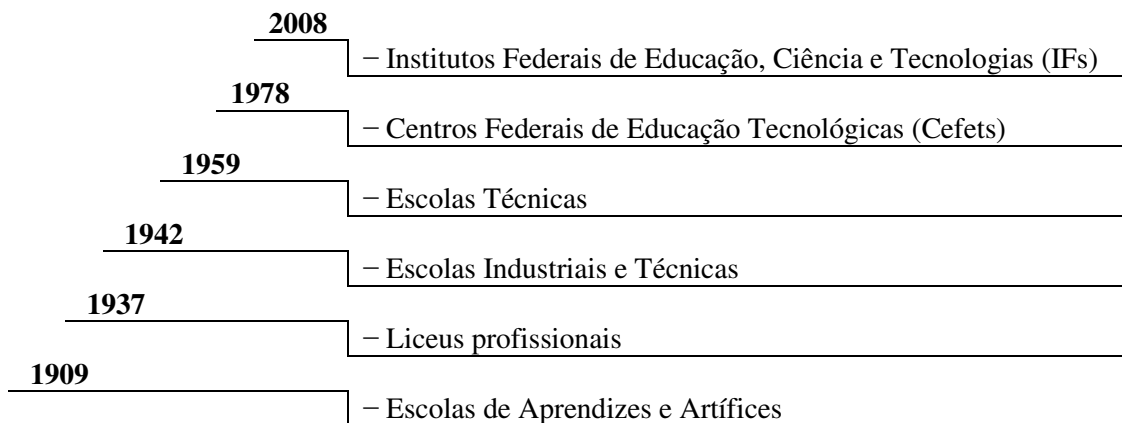 2008
– Institutos Federais de Educação, Ciência e Tecnologias (IFs)
1978
– Centros Federais de Educação Tecnológicas (Cefets)
1959
– Escolas Técnicas
1942
– Escolas Industriais e Técnicas
1937
– Liceus profissionais
1909
– Escolas de Aprendizes e Artífices